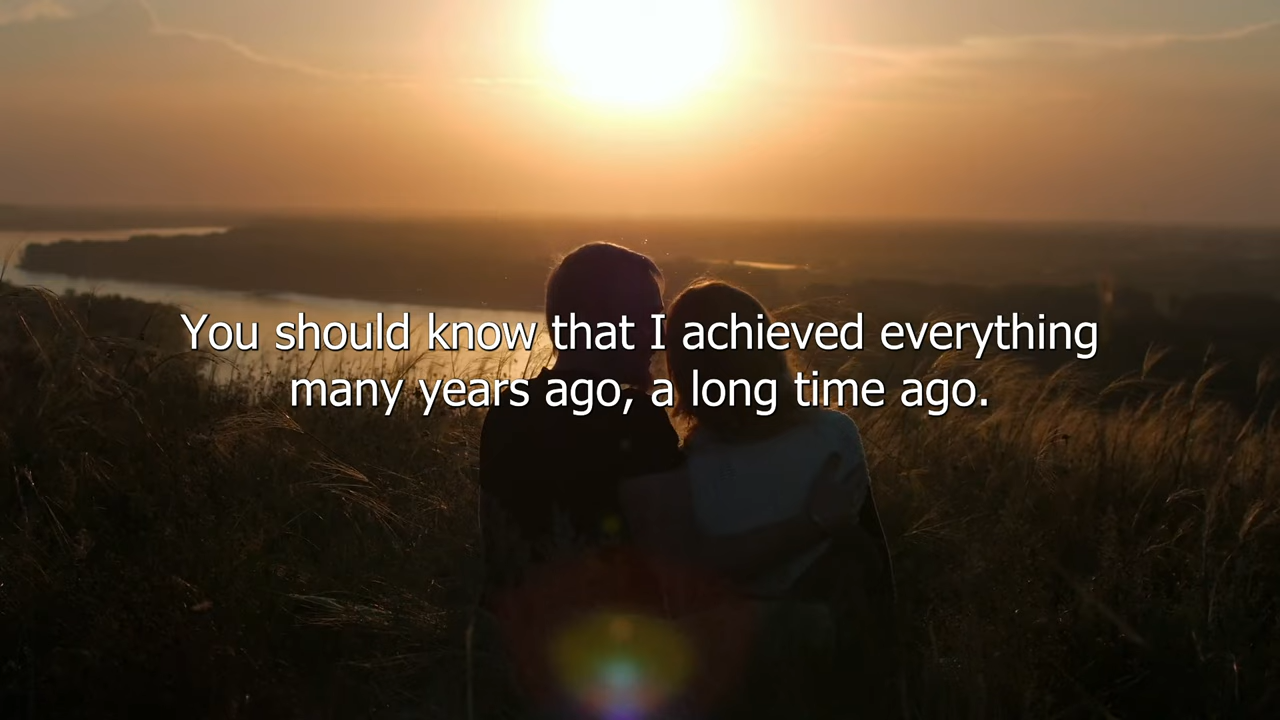 You should know that I achieved everything
many years ago, a long time ago.